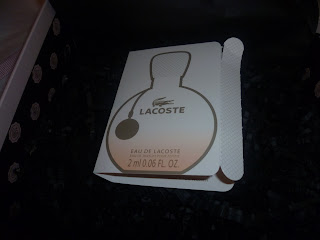 LACOSTE
EAU DE LACOSTE
2 ml 0.06 FL. OZ.